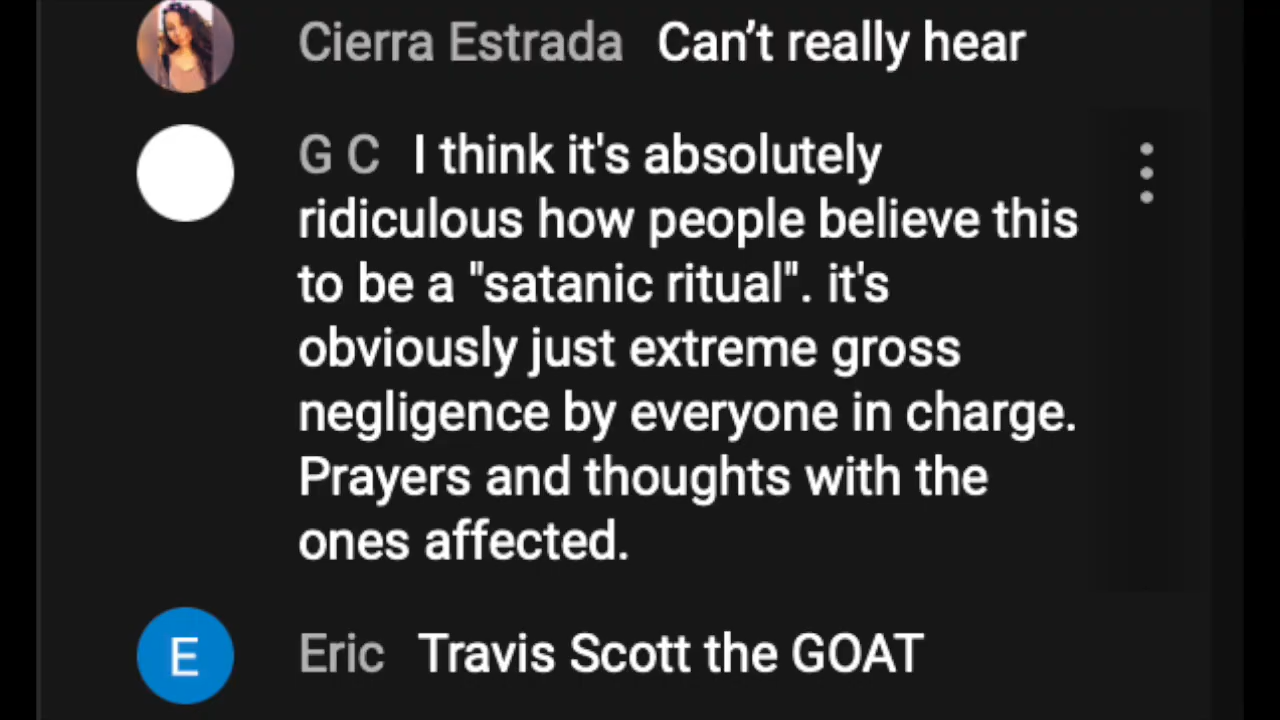 Cierra Estrada Can’t really hear
G C I think it's absolutely
ridiculous how people believe this
to be a "satanic ritual". it's
obviously just extreme gross
negligence by everyone in charge.
Prayers and thoughts with the
ones affected.
E Eric Travis Scott the GOAT